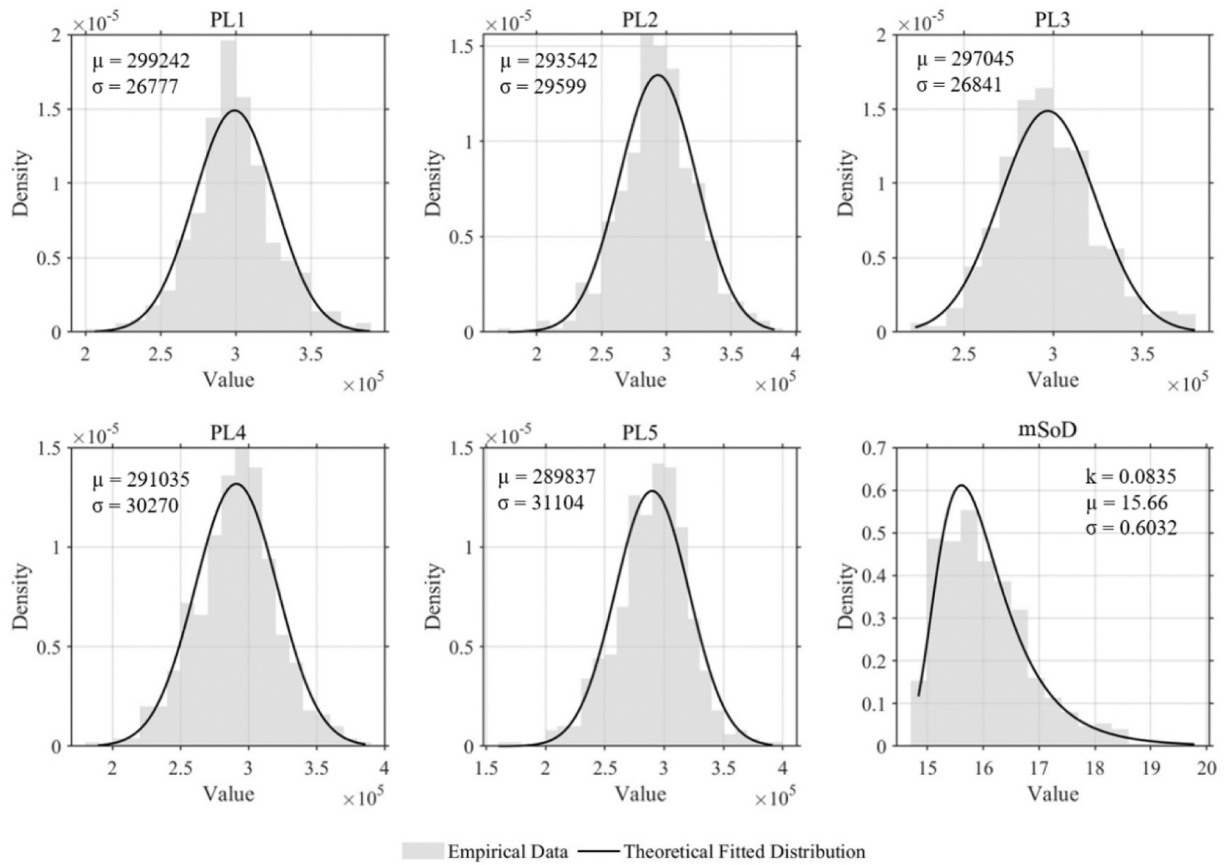 PL1
×10⁻⁵
μ = 299242
σ = 26777
Density
2
1.5
1
0.5
0
2 2.5 3 3.5
Value
×10⁵
PL2
×10⁻⁵
μ = 293542
σ = 29599
Density
1.5
1
0.5
0
2 2.5 3 3.5 4
Value
×10⁵
PL3
×10⁻⁵
μ = 297045
σ = 26841
Density
2
1.5
1
0.5
0
2.5 3 3.5
Value
×10⁵
PL4
×10⁻⁵
μ = 291035
σ = 30270
Density
1.5
1
0.5
0
2 2.5 3 3.5 4
Value
×10⁵
PL5
×10⁻⁵
μ = 289837
σ = 31104
Density
1.5
1
0.5
0
1.5 2 2.5 3 3.5 4
Value
×10⁵
mSoD
k = 0.0835
μ = 15.66
σ = 0.6032
Density
0.7
0.6
0.5
0.4
0.3
0.2
0.1
0
15 16 17 18 19 20
Value
Empirical Data Theoretical Fitted Distribution